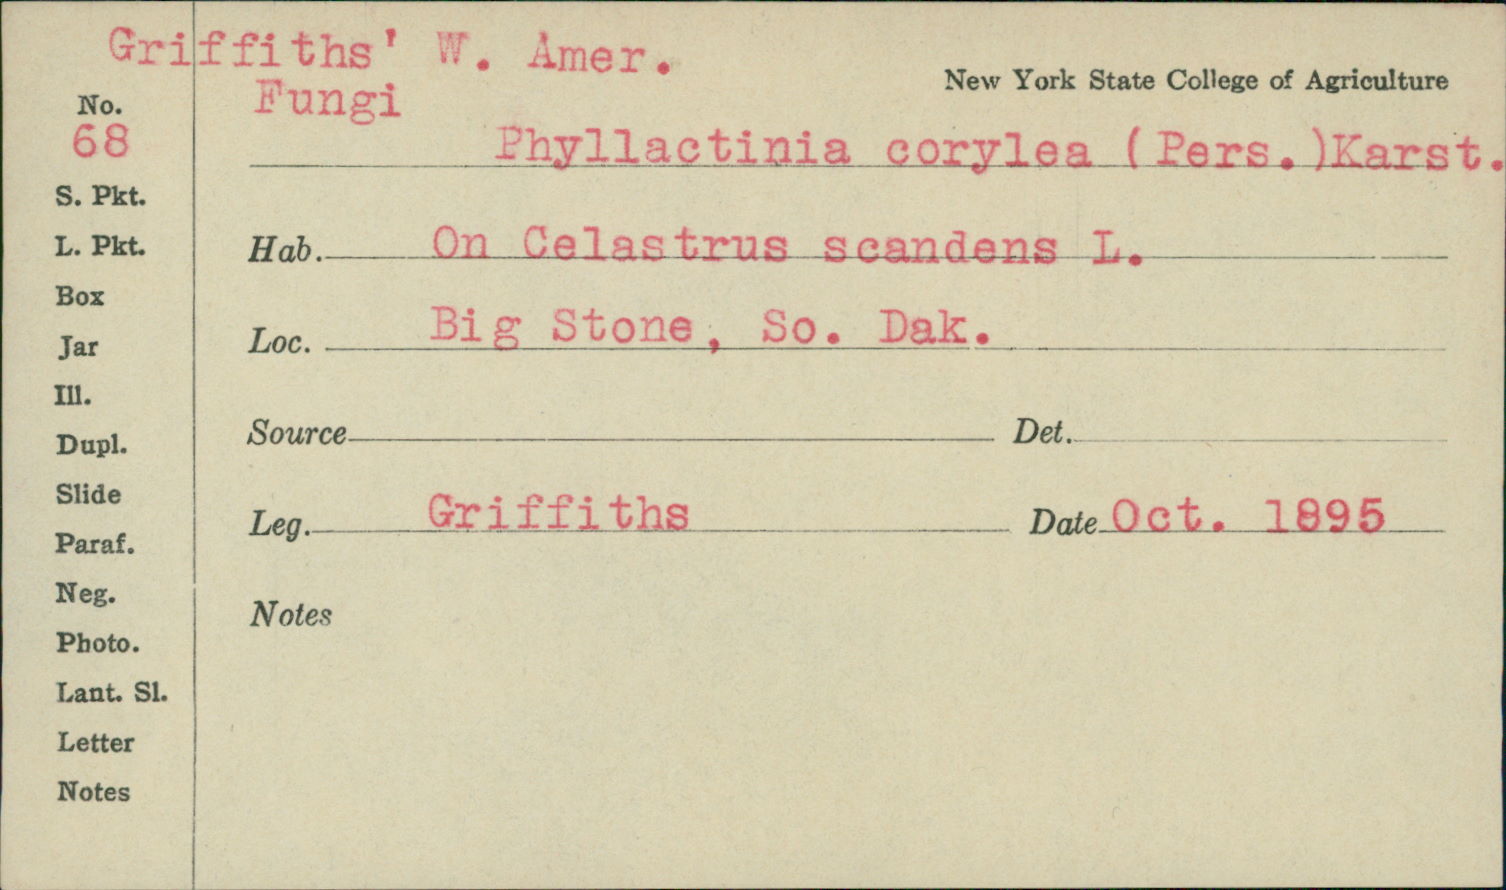 Griffiths' W. Amer.
Fungi
New York State College of Agriculture
No.
68
Phyllactinia corylea (Pers.)Karst.
S. Pkt.
L. Pkt.
Box
Jar
Ill.
Dupl.
Slide
Paraf.
Neg.
Photo.
Lant. Sl.
Letter
Notes
Hab. On Celastrus scandens L.
Loc. Big Stone, So. Dak.
Source Det.
Leg. Griffiths Date Oct. 1895
Notes